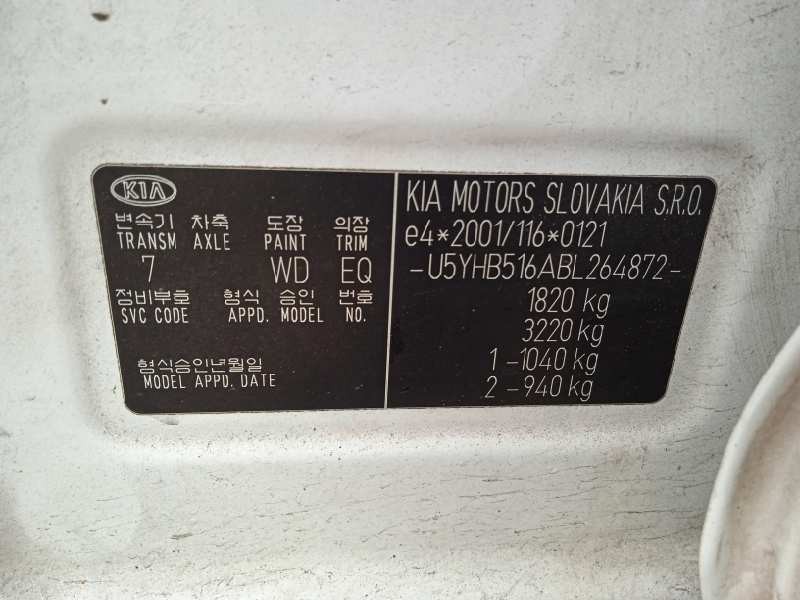 KIA
변속기 차축 도장 의장
TRANSM AXLE PAINT TRIM
7 WD EQ
정비부호 형식 승인 번호
SVC CODE APPD. MODEL NO.
형식승인년월일
MODEL APPD. DATE
KIA MOTORS SLOVAKIA S.R.O.
e4*2001/116*0121
-U5YHB516ABL264872-
1820 kg
3220 kg
1 -1040 kg
2 -940 kg